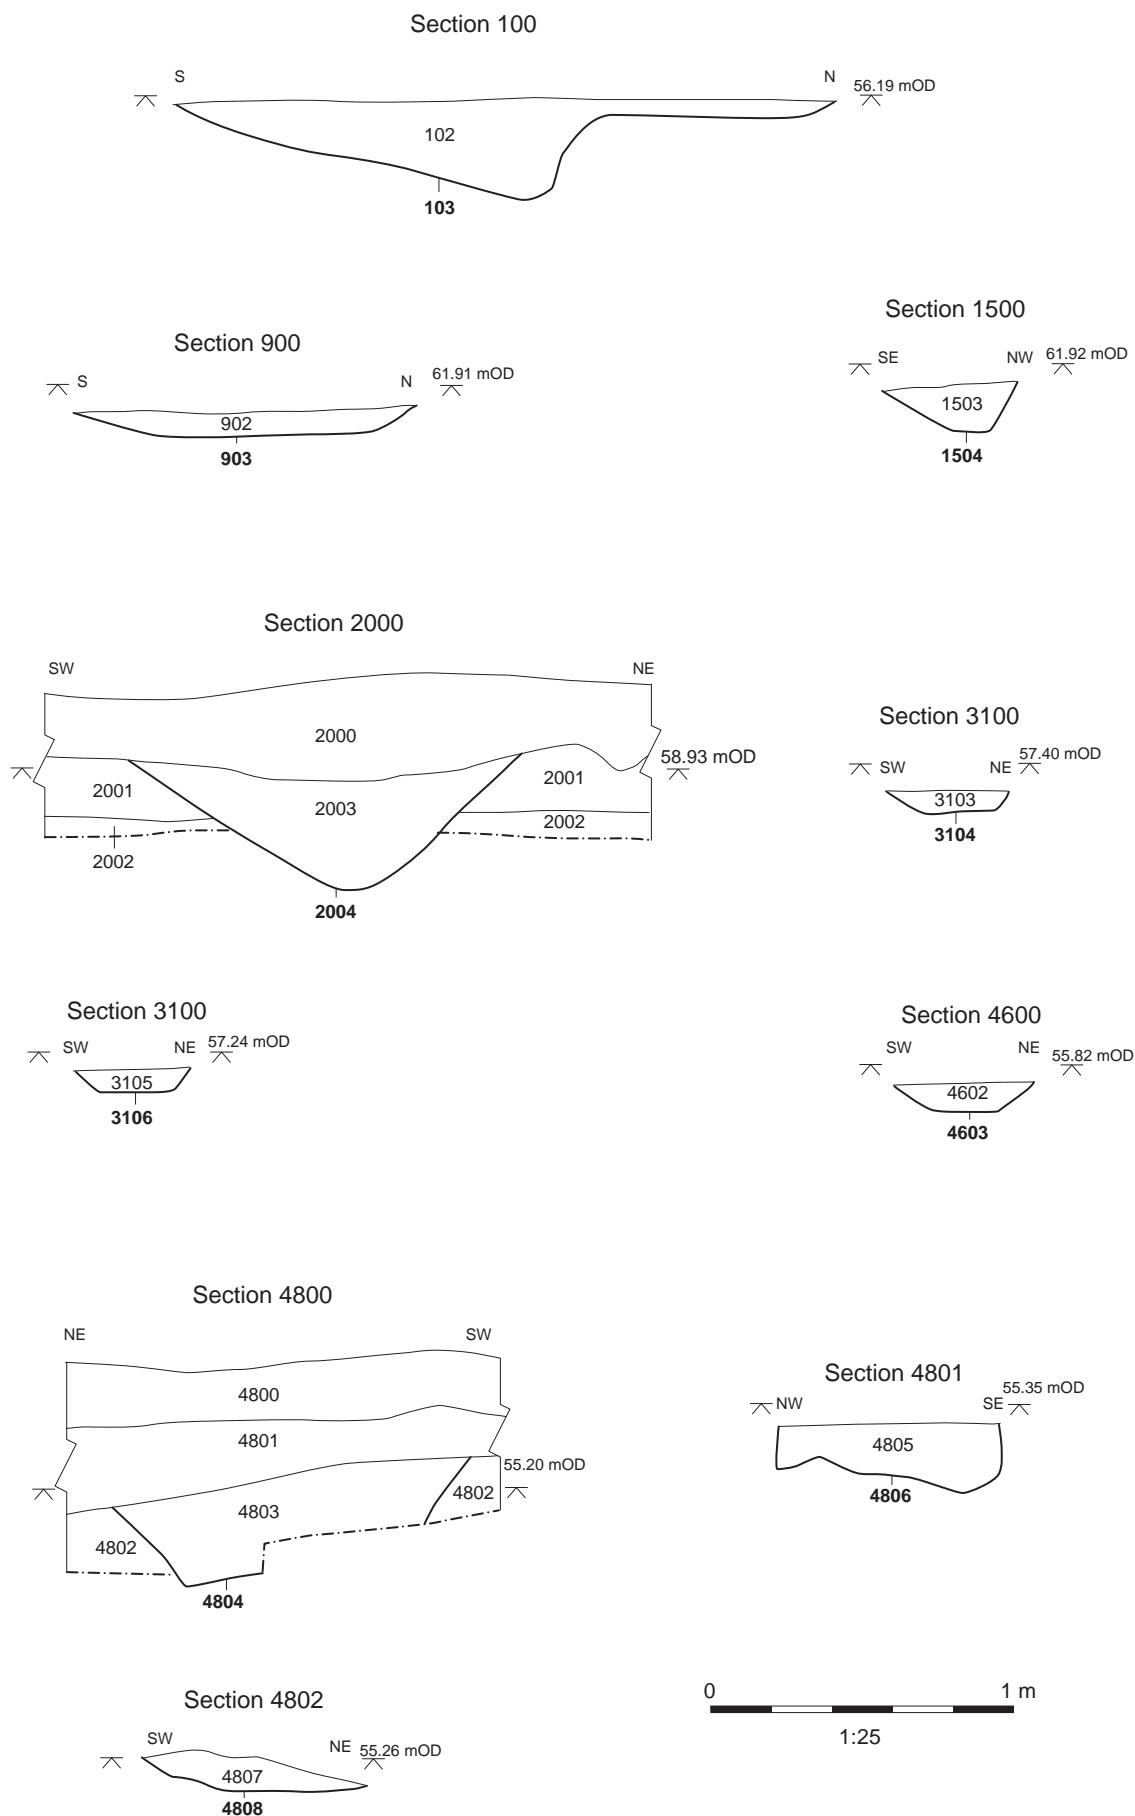 Section 100
S N 56.19 mOD
102
103
Section 900
S N 61.91 mOD
902
903
Section 1500
SE NW 61.92 mOD
1503
1504
Section 2000
SW NE
2000
58.93 mOD
2001 2003 2001
2002
2002
2004
Section 3100
SW NE 57.40 mOD
3103
3104
Section 3100
SW NE 57.24 mOD
3105
3106
Section 4600
SW NE 55.82 mOD
4602
4603
Section 4800
NE SW
4800
4801
55.20 mOD
4803 4802
4802
4804
Section 4801
NW SE 55.35 mOD
4805
4806
Section 4802
SW NE 55.26 mOD
4807
4808
0 1 m
1:25